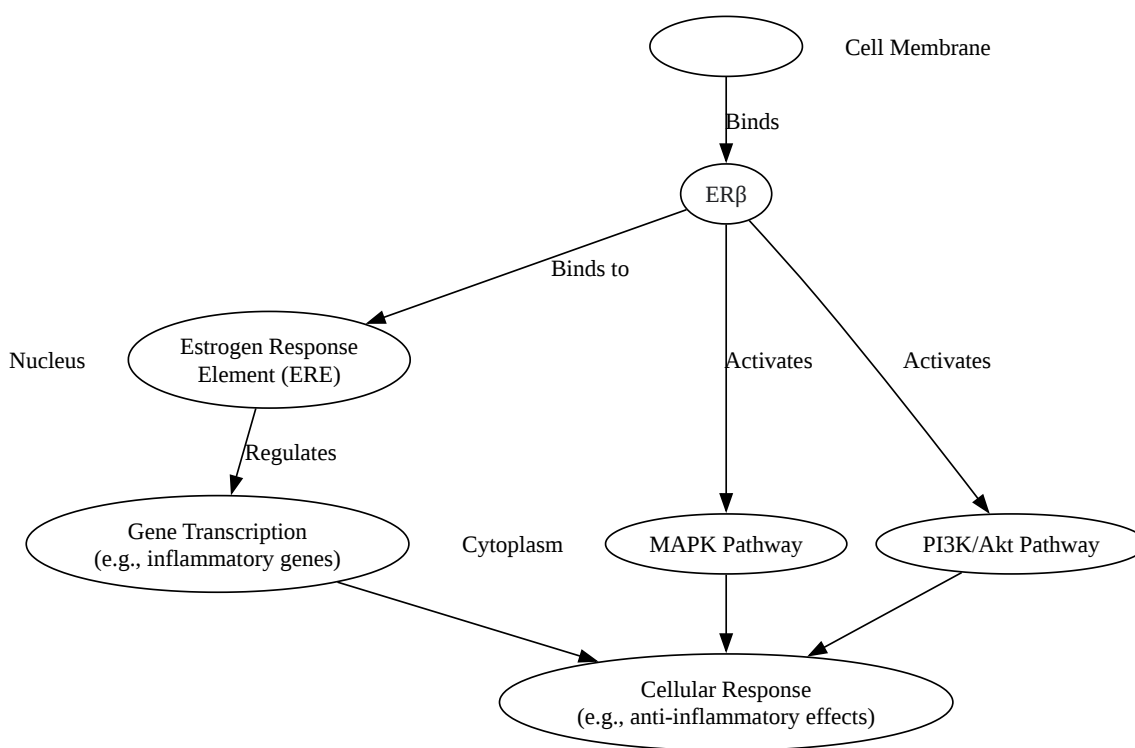 Cell Membrane
Binds
ERβ
Binds to
Nucleus
Estrogen Response
Element (ERE)
Activates
Activates
Regulates
Gene Transcription
(e.g., inflammatory genes)
Cytoplasm
MAPK Pathway
PI3K/Akt Pathway
Cellular Response
(e.g., anti-inflammatory effects)